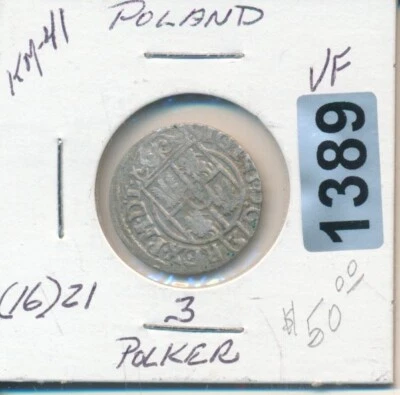 KM-41
POLAND
VF
1389
(16)21
3
POLKER
$50.00